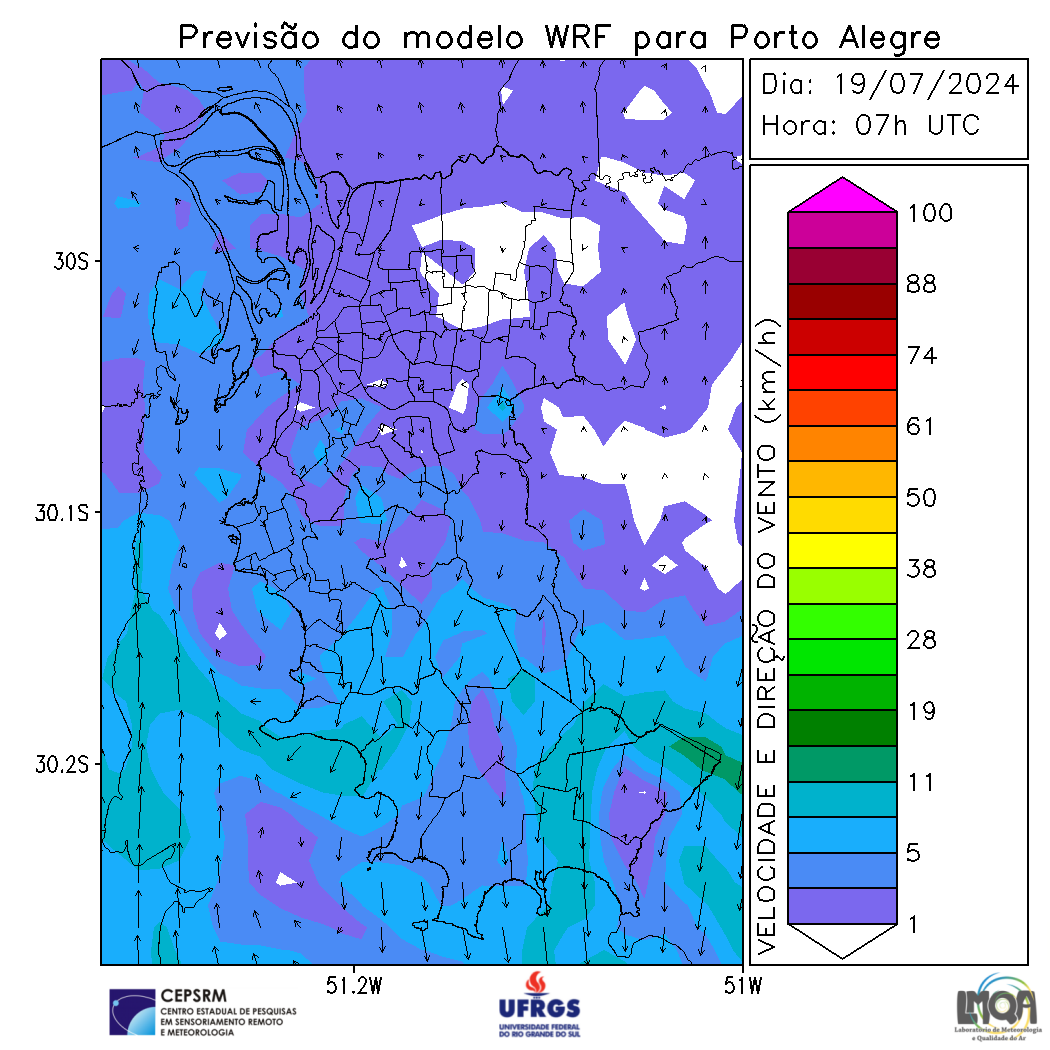 Previsão do modelo WRF para Porto Alegre
Dia: 19/07/2024
Hora: 07h UTC
30S
30.1S
30.2S
51.2W
51W
VELOCIDADE E DIREÇÃO DO VENTO (km/h)
100
88
74
61
50
38
28
19
11
5
1
CEPSRM
CENTRO ESTADUAL DE PESQUISAS
EM SENSORIAMENTO REMOTO
E METEOROLOGIA
UFRGS
UNIVERSIDADE FEDERAL
DO RIO GRANDE DO SUL
LMQA
Laboratório de Meteorologia
e Qualidade do Ar